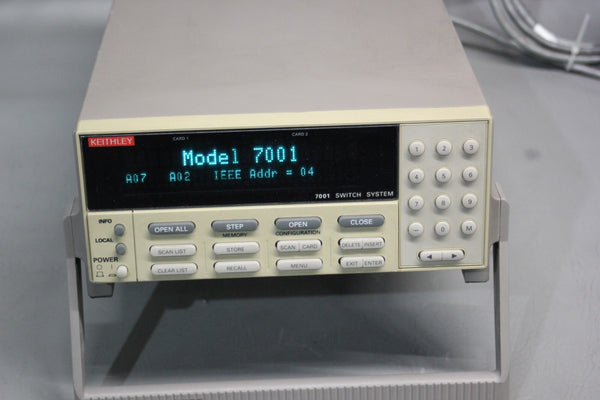 KEITHLEY
CARD 1
CARD 2
Model 7001
A07 A02 IEEE Addr = 04
7001 SWITCH SYSTEM
INFO
LOCAL
POWER
OPEN ALL
STEP
OPEN
CLOSE
MEMORY
CONFIGURATION
SCAN LIST
STORE
SCAN CARD
DELETE INSERT
CLEAR LIST
RECALL
MENU
EXIT ENTER
1 2 3
4 5 6
7 8 9
– 0 M
◀ ▶